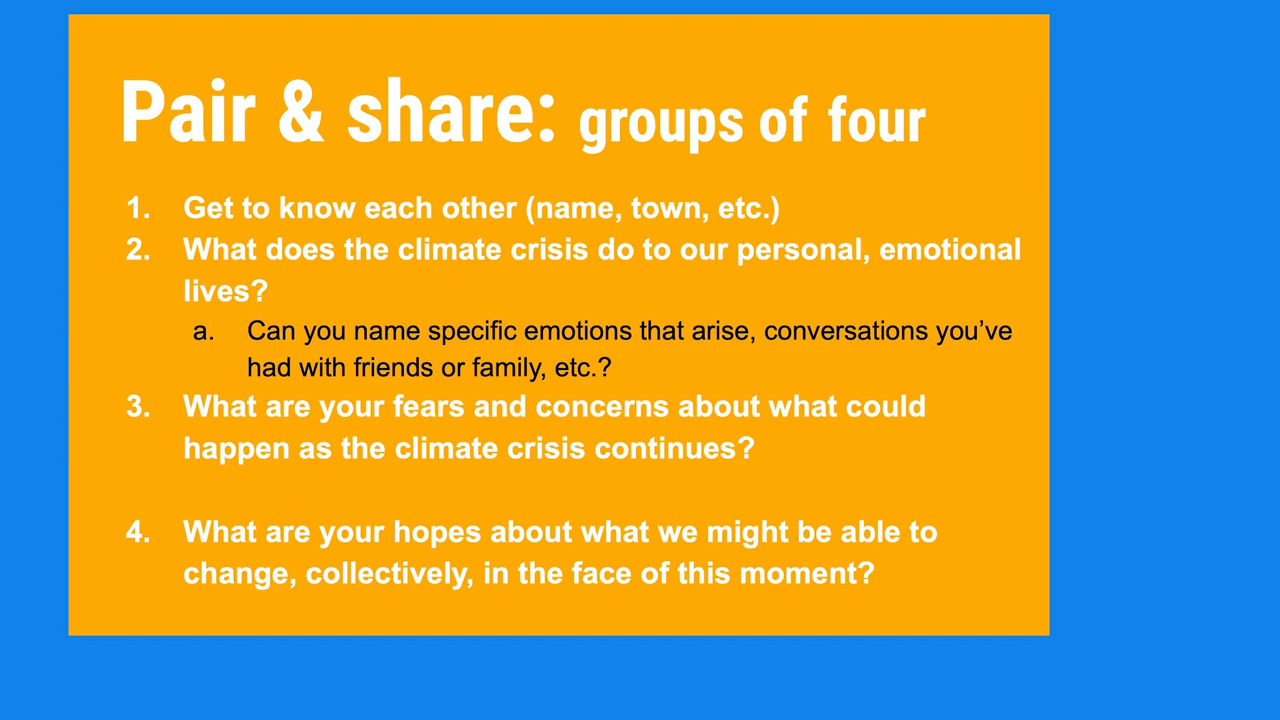 Pair & share: groups of four
1. Get to know each other (name, town, etc.)
2. What does the climate crisis do to our personal, emotional
lives?
a. Can you name specific emotions that arise, conversations you’ve
had with friends or family, etc.?
3. What are your fears and concerns about what could
happen as the climate crisis continues?
4. What are your hopes about what we might be able to
change, collectively, in the face of this moment?